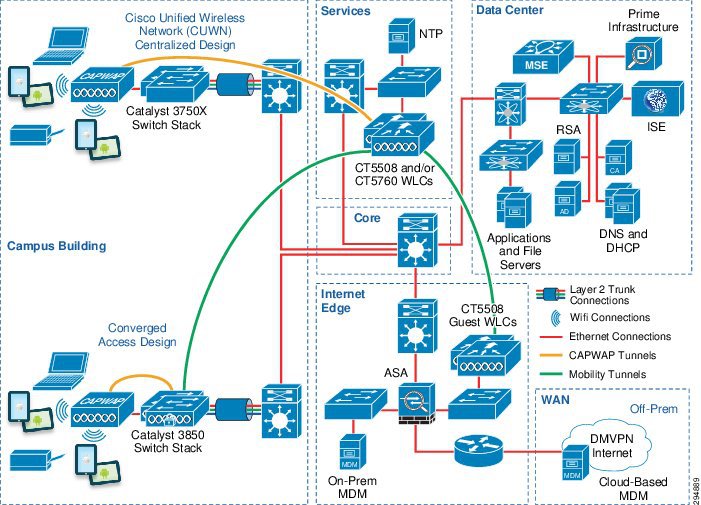 Cisco Unified Wireless
Network (CUWN)
Centralized Design
CAPWAP
Catalyst 3750X
Switch Stack
Campus Building
Converged
Access Design
CAPWAP
Catalyst 3850
Switch Stack
Services
NTP
CT5508 and/or
CT5760 WLCs
Core
Internet
Edge
CT5508
Guest WLCs
ASA
MDM
On-Prem
MDM
Data Center
Prime
Infrastructure
MSE
ISE
RSA
CA
AD
Applications
and File
Servers
DNS and
DHCP
Layer 2 Trunk
Connections
Wifi Connections
Ethernet Connections
CAPWAP Tunnels
Mobility Tunnels
WAN
Off-Prem
DMVPN
Internet
MDM
Cloud-Based
MDM
294889